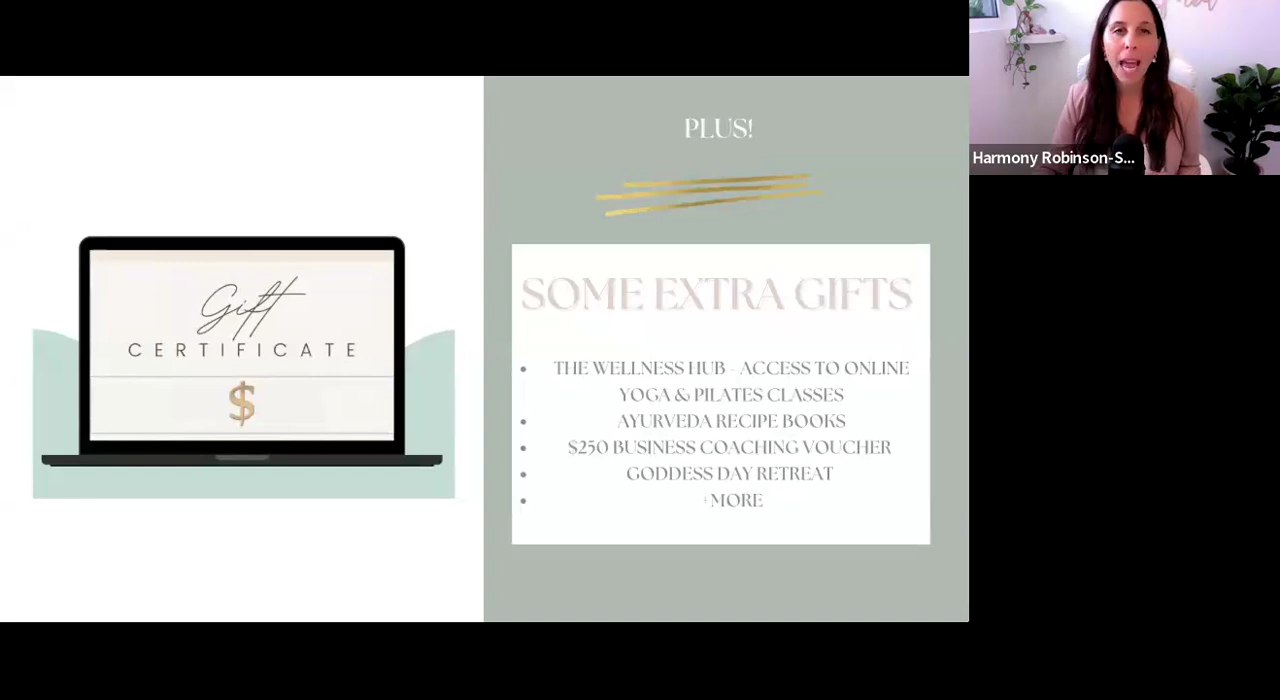 Gift
CERTIFICATE
$
PLUS!
SOME EXTRA GIFTS
• THE WELLNESS HUB - ACCESS TO ONLINE
YOGA & PILATES CLASSES
• AYURVEDA RECIPE BOOKS
• $250 BUSINESS COACHING VOUCHER
• GODDESS DAY RETREAT
• +MORE
Harmony Robinson-S...